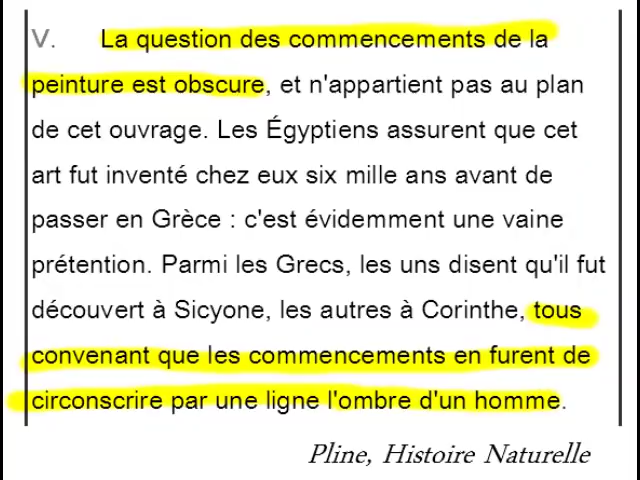 V. La question des commencements de la
peinture est obscure, et n'appartient pas au plan
de cet ouvrage. Les Égyptiens assurent que cet
art fut inventé chez eux six mille ans avant de
passer en Grèce : c'est évidemment une vaine
prétention. Parmi les Grecs, les uns disent qu'il fut
découvert à Sicyone, les autres à Corinthe, tous
convenant que les commencements en furent de
circonscrire par une ligne l'ombre d'un homme.
Pline, Histoire Naturelle